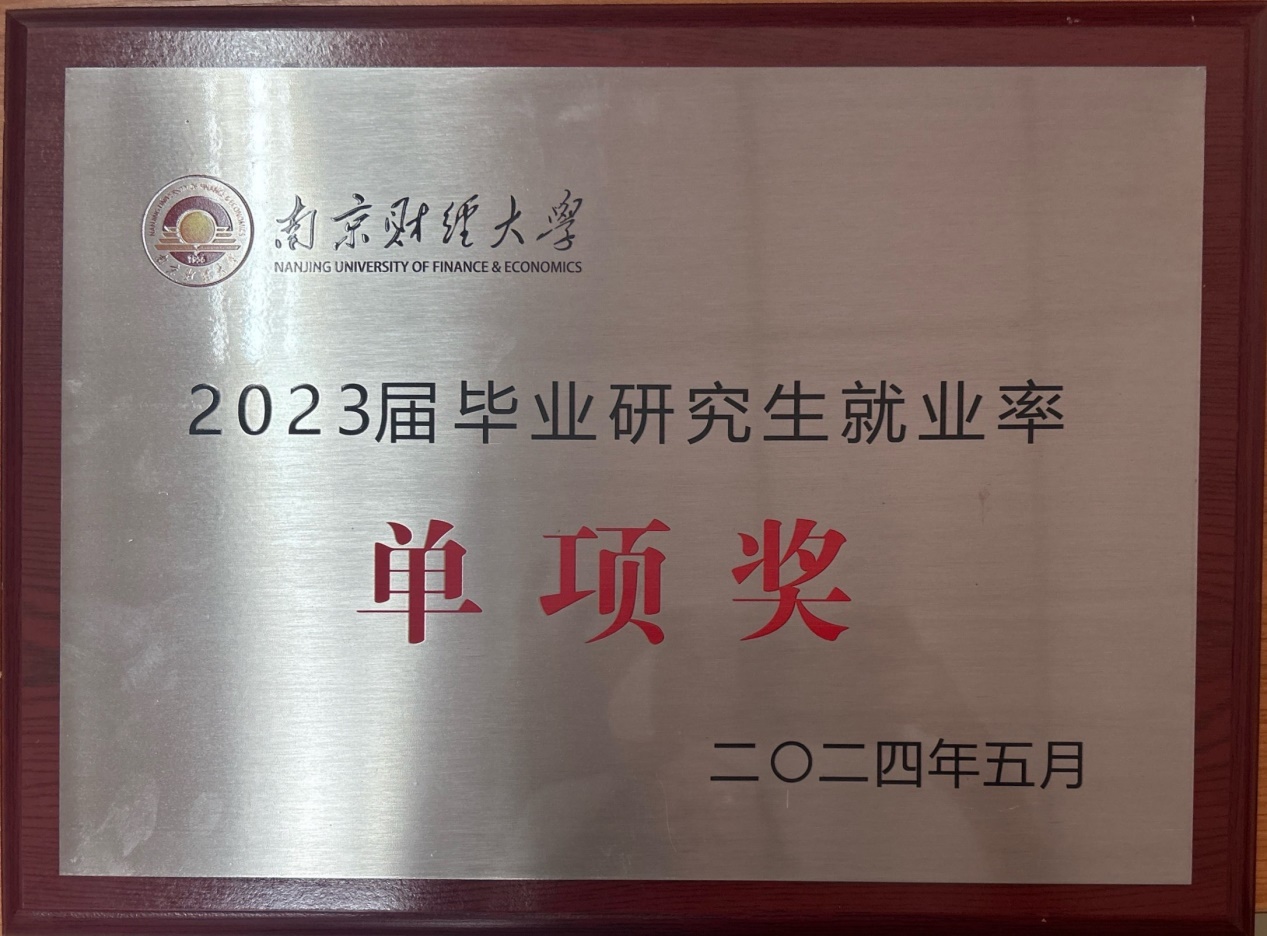 南京财经大学
NANJING UNIVERSITY OF FINANCE & ECONOMICS
2023届毕业研究生就业率
单项奖
二〇二四年五月